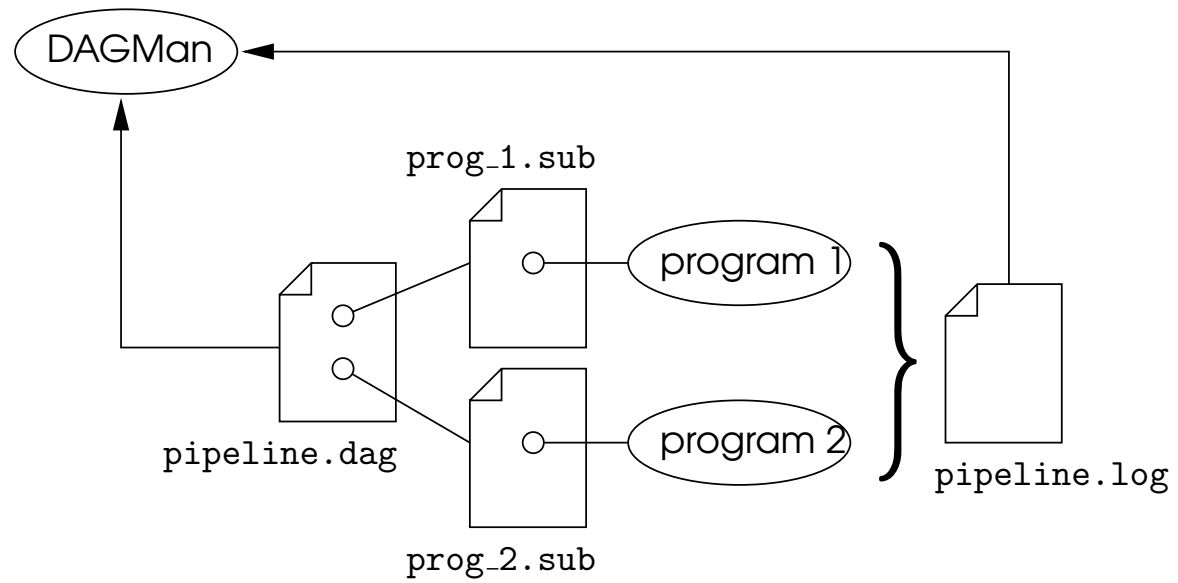 DAGMan
prog_1.sub
program 1
pipeline.dag
program 2
pipeline.log
prog_2.sub